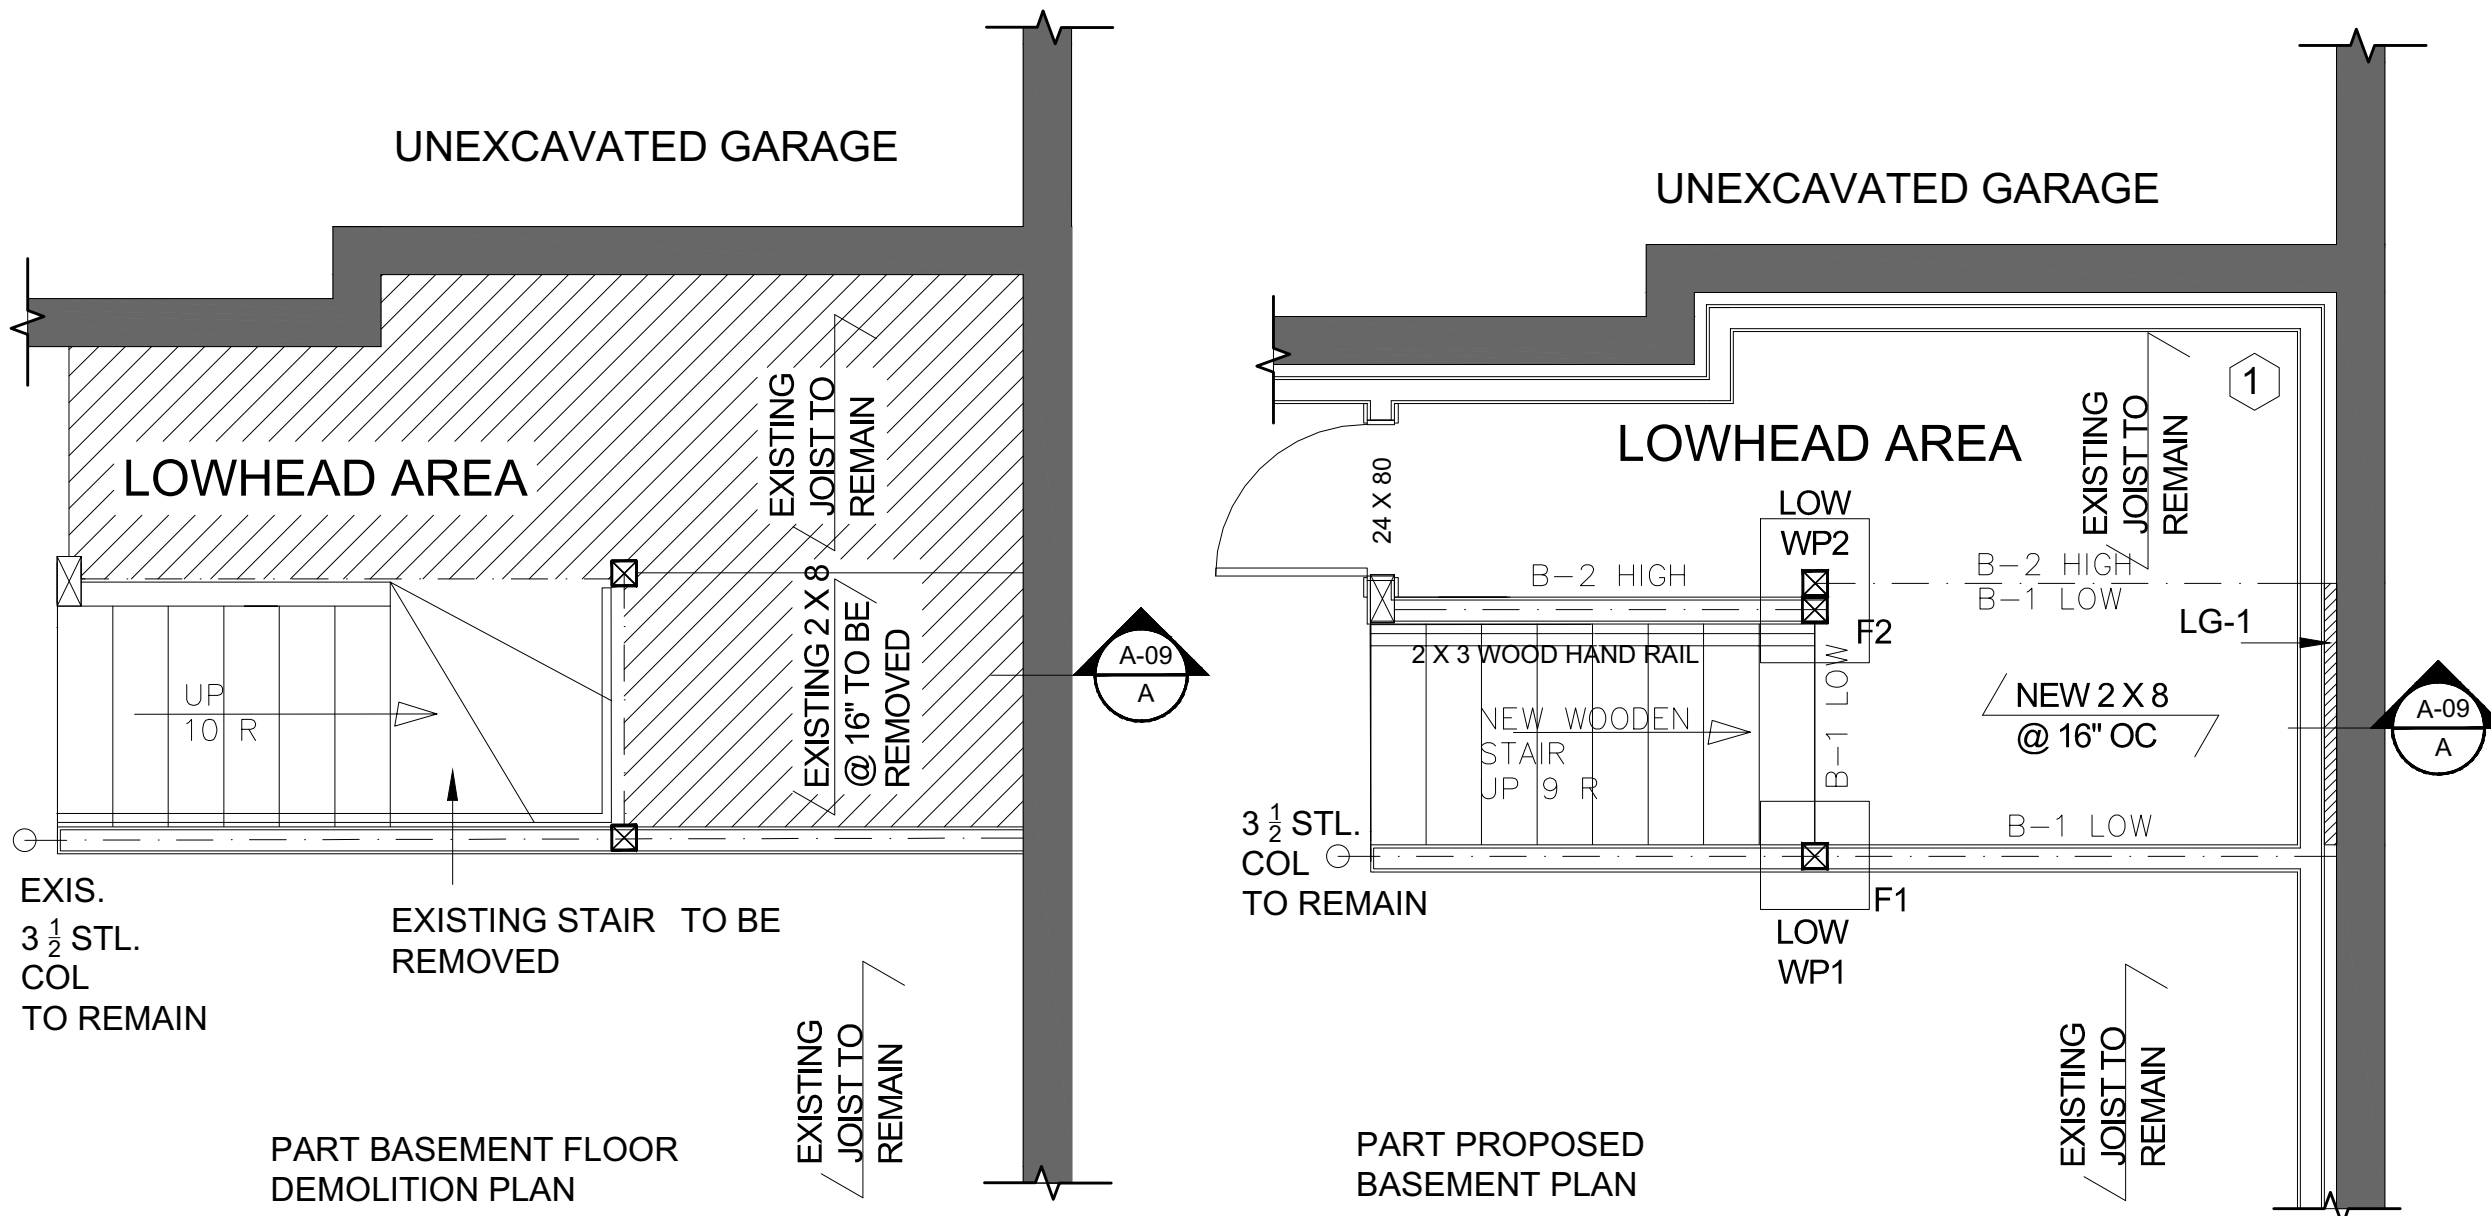 UNEXCAVATED GARAGE
LOWHEAD AREA
EXISTING
JOIST TO
REMAIN
EXISTING 2 X 8
@ 16" TO BE
REMOVED
UP
10 R
A-09
A
EXIS.
3 1/2 STL.
COL
TO REMAIN
EXISTING STAIR TO BE
REMOVED
EXISTING
JOIST TO
REMAIN
PART BASEMENT FLOOR
DEMOLITION PLAN
UNEXCAVATED GARAGE
1
LOWHEAD AREA
EXISTING
JOIST TO
REMAIN
24 X 80
LOW
WP2
B-2 HIGH
B-2 HIGH
B-1 LOW
LG-1
F2
2 X 3 WOOD HAND RAIL
B-1 LOW
NEW WOODEN
STAIR
UP 9 R
NEW 2 X 8
@ 16" OC
A-09
A
B-1 LOW
3 1/2 STL.
COL
TO REMAIN
F1
LOW
WP1
EXISTING
JOIST TO
REMAIN
PART PROPOSED
BASEMENT PLAN